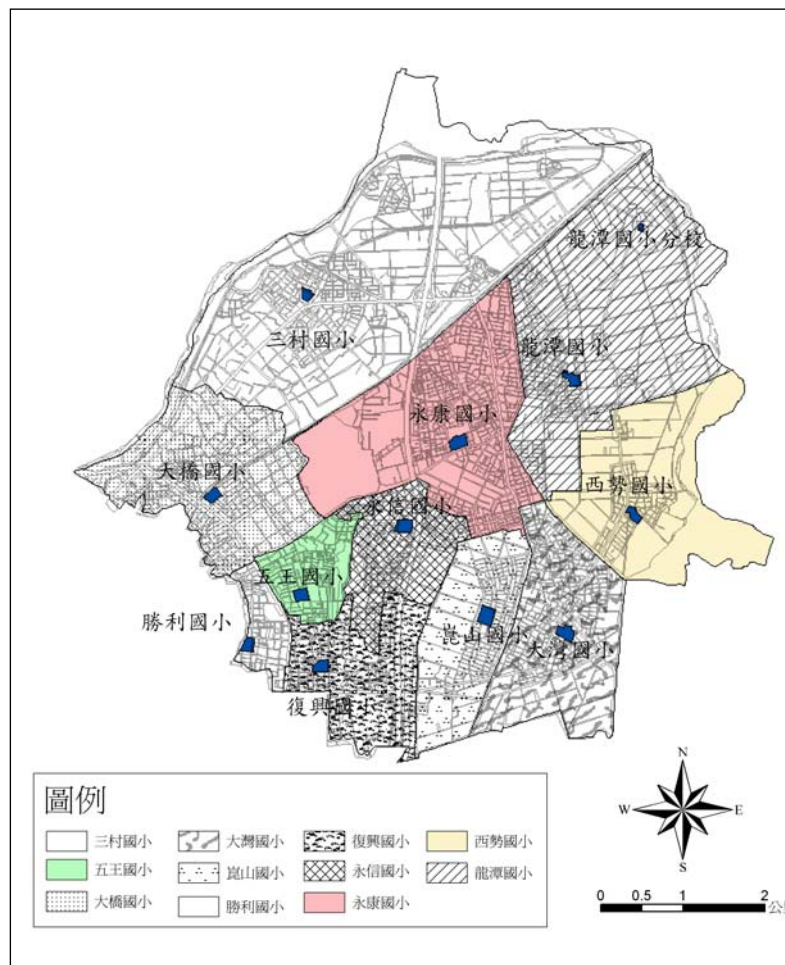 龍潭國小分校
三村國小
龍潭國小
永康國小
大橋國小
西勢國小
永信國小
五王國小
勝利國小
崑山國小
大灣國小
復興國小
圖例
三村國小
大灣國小
復興國小
西勢國小
五王國小
崑山國小
永信國小
龍潭國小
大橋國小
勝利國小
永康國小
N
W
E
S
0 0.5 1 2
公